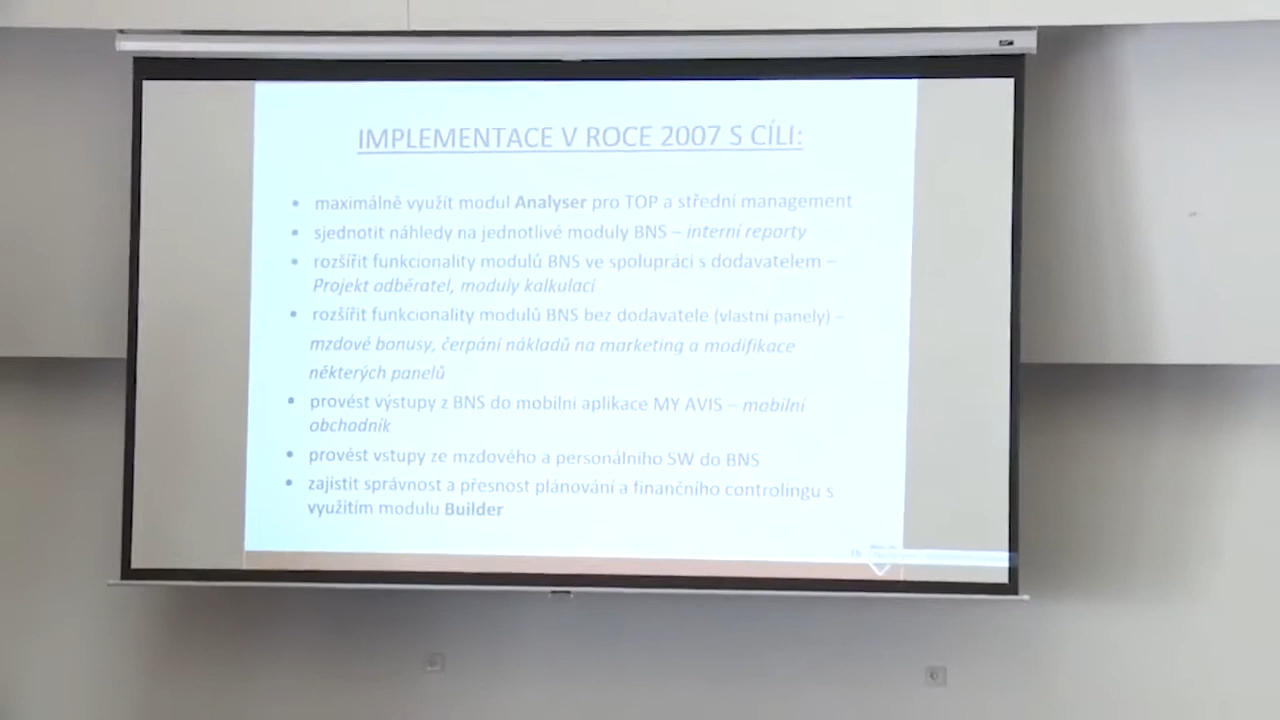 IMPLEMENTACE V ROCE 2007 S CÍLI:
• maximálně využít modul Analyser pro TOP a střední management
• sjednotit náhledy na jednotlivé moduly BNS – interní reporty
• rozšířit funkcionality modulů BNS ve spolupráci s dodavatelem –
Projekt odběratel, moduly kalkulací
• rozšířit funkcionality modulů BNS bez dodavatele (vlastní panely) –
mzdové bonusy, čerpání nákladů na marketing a modifikace
některých panelů
• provést výstupy z BNS do mobilní aplikace MY AVIS – mobilní
obchodník
• provést vstupy ze mzdového a personálního SW do BNS
• zajistit správnost a přesnost plánování a finančního controlingu s
využitím modulu Builder